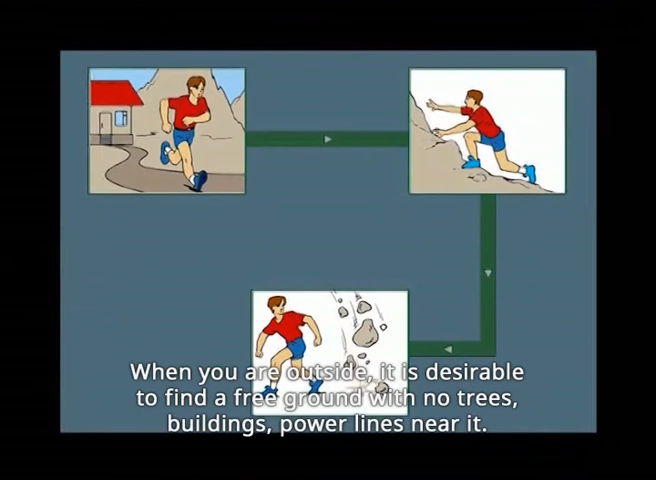 When you are outside, it is desirable
to find a free ground with no trees,
buildings, power lines near it.